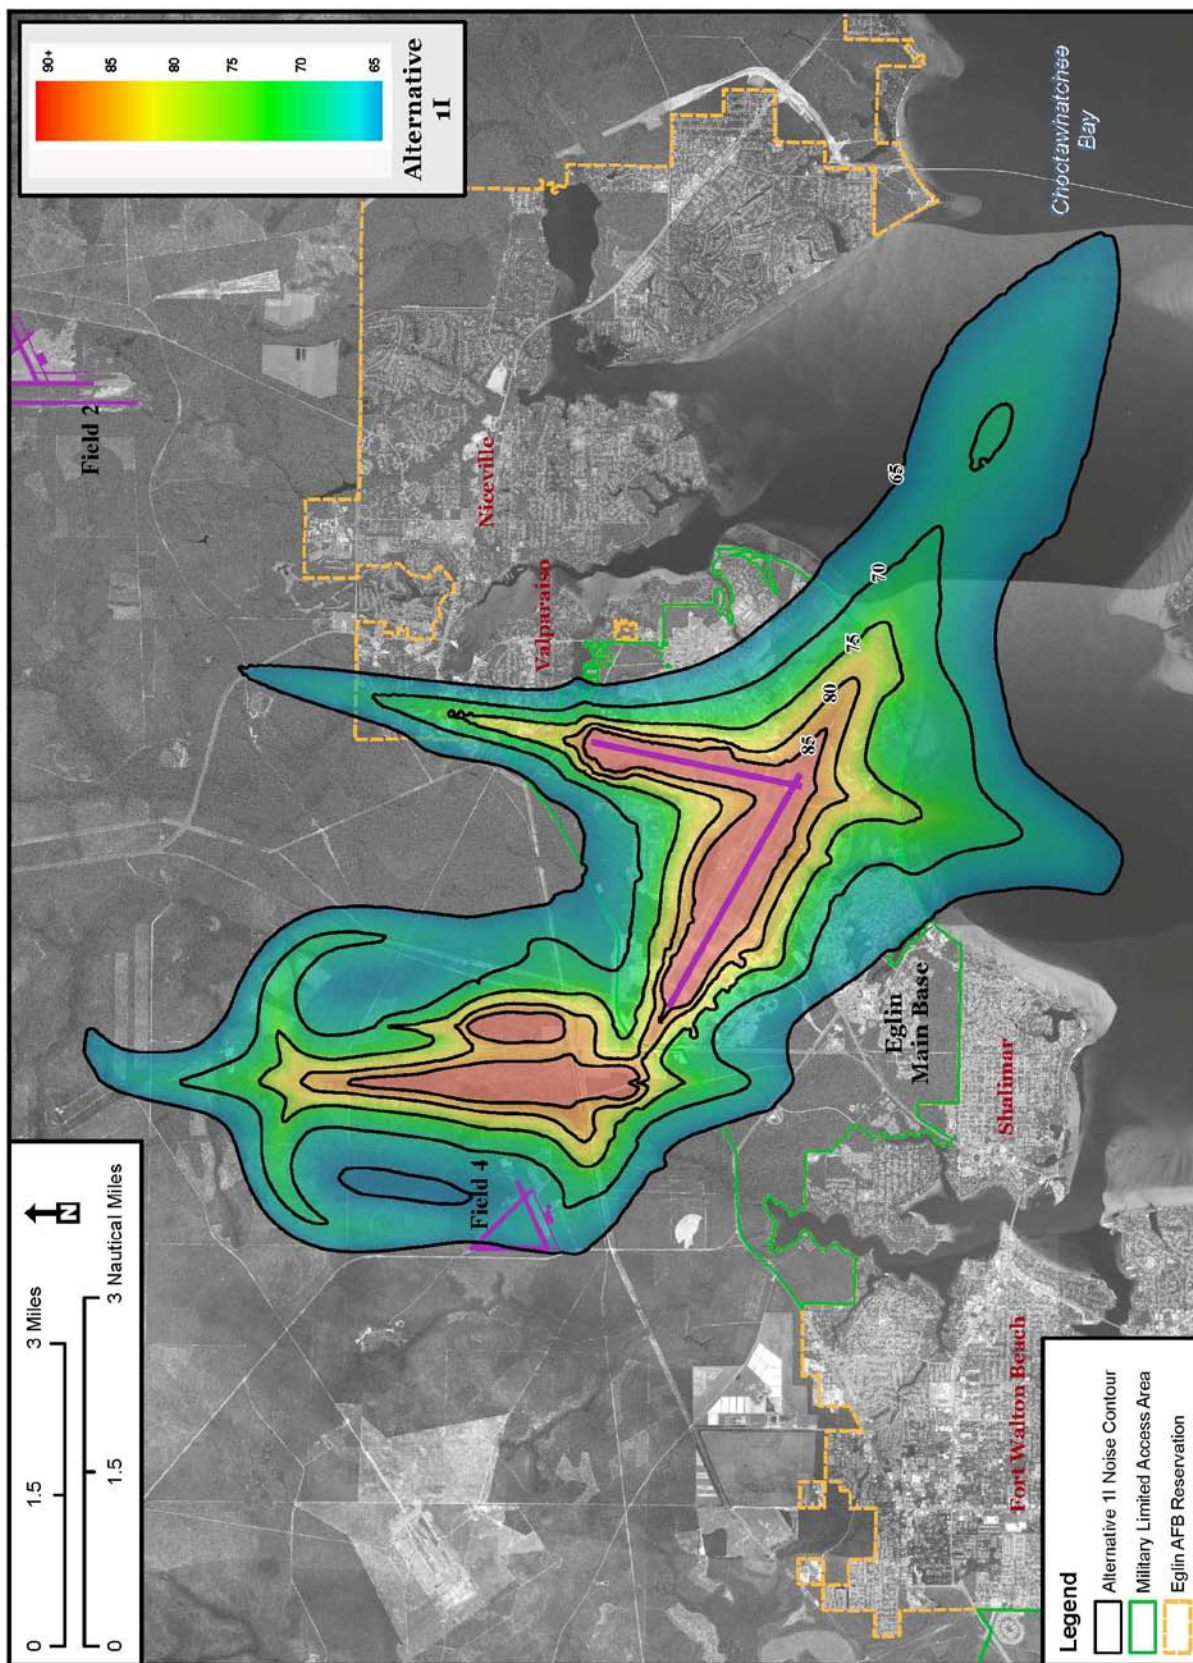 0 1.5 3 Miles
0 1.5 3 Nautical Miles
N
90+
85
80
75
70
65
Alternative
1I
Field 2
Field 4
Niceville
Valparaiso
Eglin
Main Base
Shalimar
Fort Walton Beach
Choctawhatchee
Bay
65
70
75
80
85
Legend
Alternative 1I Noise Contour
Military Limited Access Area
Eglin AFB Reservation